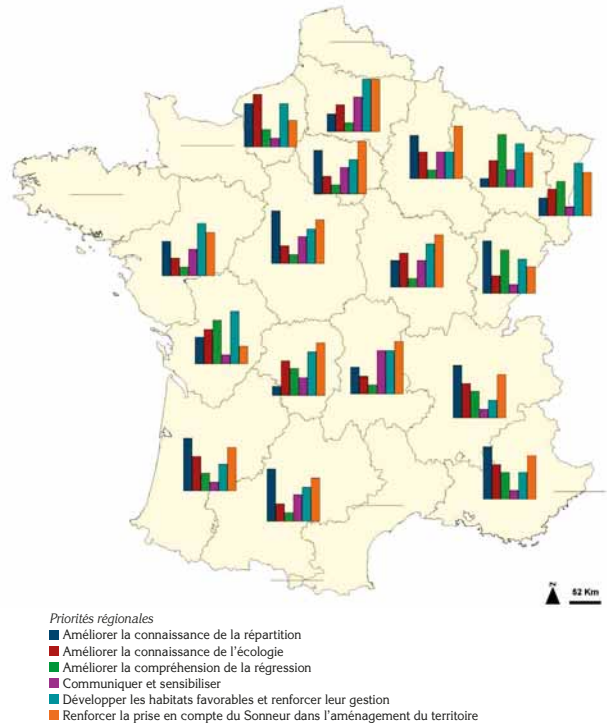 N
52 Km
Priorités régionales
Améliorer la connaissance de la répartition
Améliorer la connaissance de l'écologie
Améliorer la compréhension de la régression
Communiquer et sensibiliser
Développer les habitats favorables et renforcer leur gestion
Renforcer la prise en compte du Sonneur dans l'aménagement du territoire